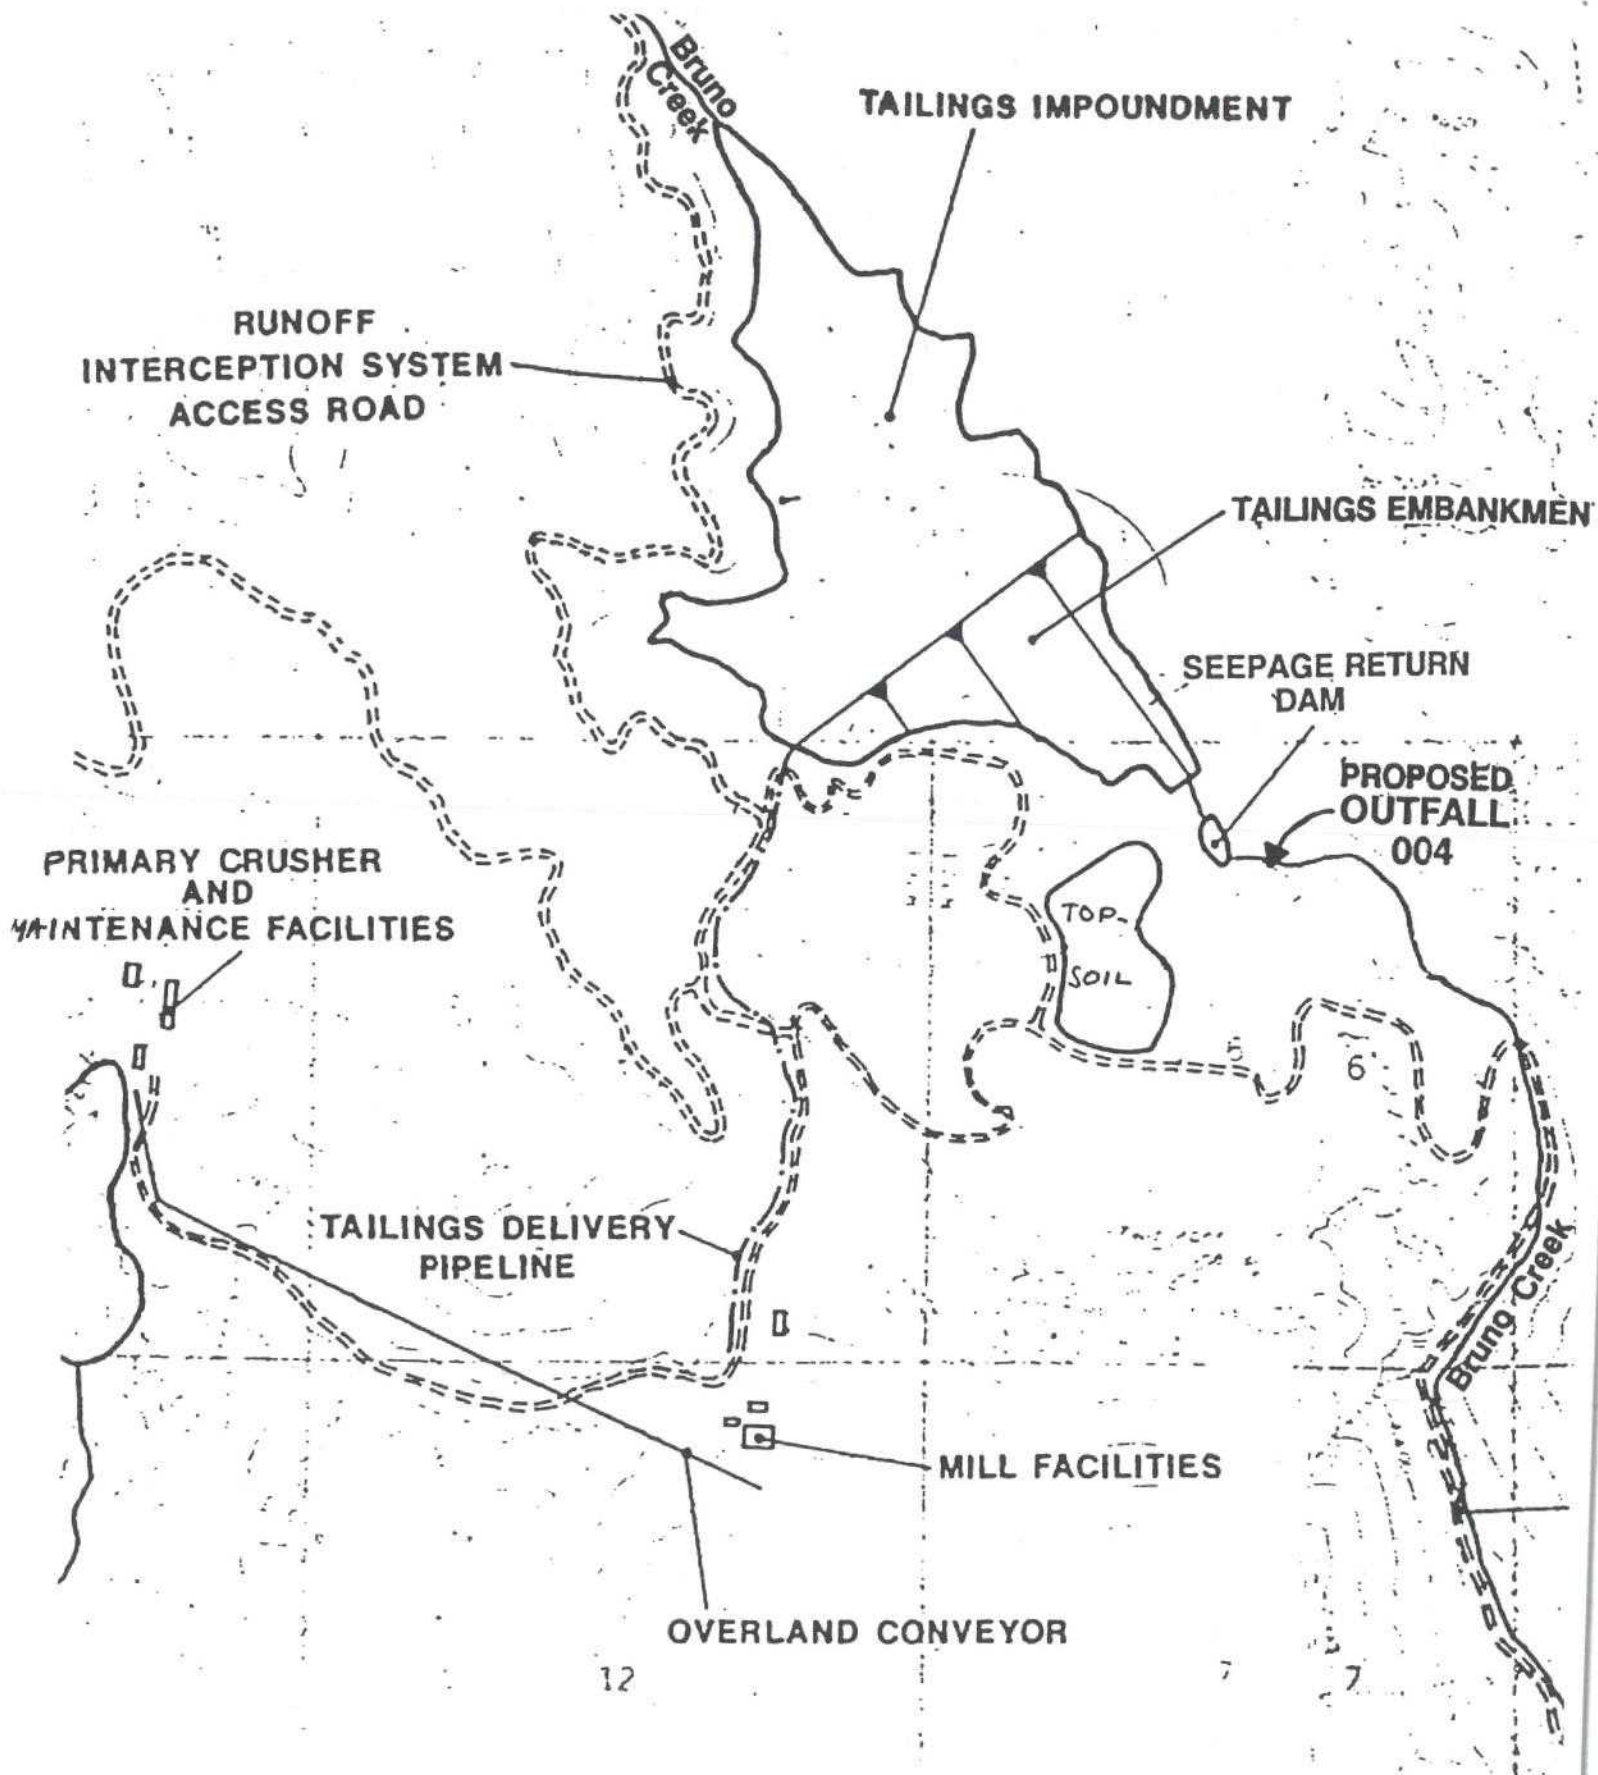 Bruno
Creek
TAILINGS IMPOUNDMENT
RUNOFF
INTERCEPTION SYSTEM
ACCESS ROAD
TAILINGS EMBANKMEN
SEEPAGE RETURN
DAM
PROPOSED
OUTFALL
004
PRIMARY CRUSHER
AND
MAINTENANCE FACILITIES
TOP-
SOIL
5
6
TAILINGS DELIVERY
PIPELINE
Bruno Creek
MILL FACILITIES
OVERLAND CONVEYOR
12
7
7